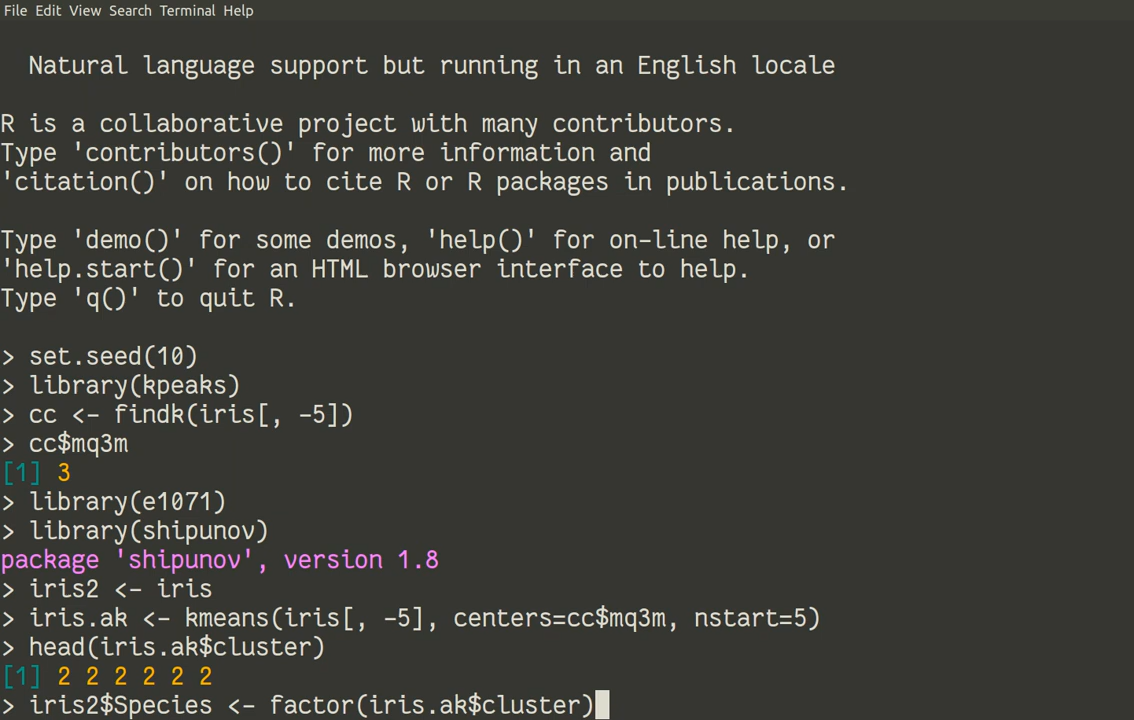 File Edit View Search Terminal Help
Natural language support but running in an English locale
R is a collaborative project with many contributors.
Type 'contributors()' for more information and
'citation()' on how to cite R or R packages in publications.
Type 'demo()' for some demos, 'help()' for on-line help, or
'help.start()' for an HTML browser interface to help.
Type 'q()' to quit R.
> set.seed(10)
> library(kpeaks)
> cc <- findk(iris[, -5])
> cc$mq3m
[1] 3
> library(e1071)
> library(shipunov)
package 'shipunov', version 1.8
> iris2 <- iris
> iris.ak <- kmeans(iris[, -5], centers=cc$mq3m, nstart=5)
> head(iris.ak$cluster)
[1] 2 2 2 2 2 2
> iris2$Species <- factor(iris.ak$cluster)